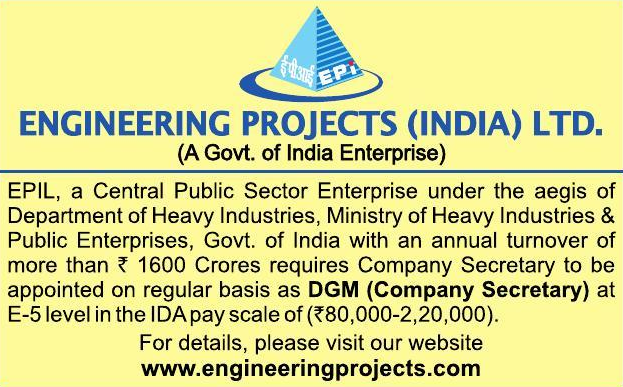 ई पी आई
EPi
ENGINEERING PROJECTS (INDIA) LTD.
(A Govt. of India Enterprise)
EPIL, a Central Public Sector Enterprise under the aegis of
Department of Heavy Industries, Ministry of Heavy Industries &
Public Enterprises, Govt. of India with an annual turnover of
more than ₹ 1600 Crores requires Company Secretary to be
appointed on regular basis as DGM (Company Secretary) at
E-5 level in the IDA pay scale of (₹80,000-2,20,000).
For details, please visit our website
www.engineeringprojects.com